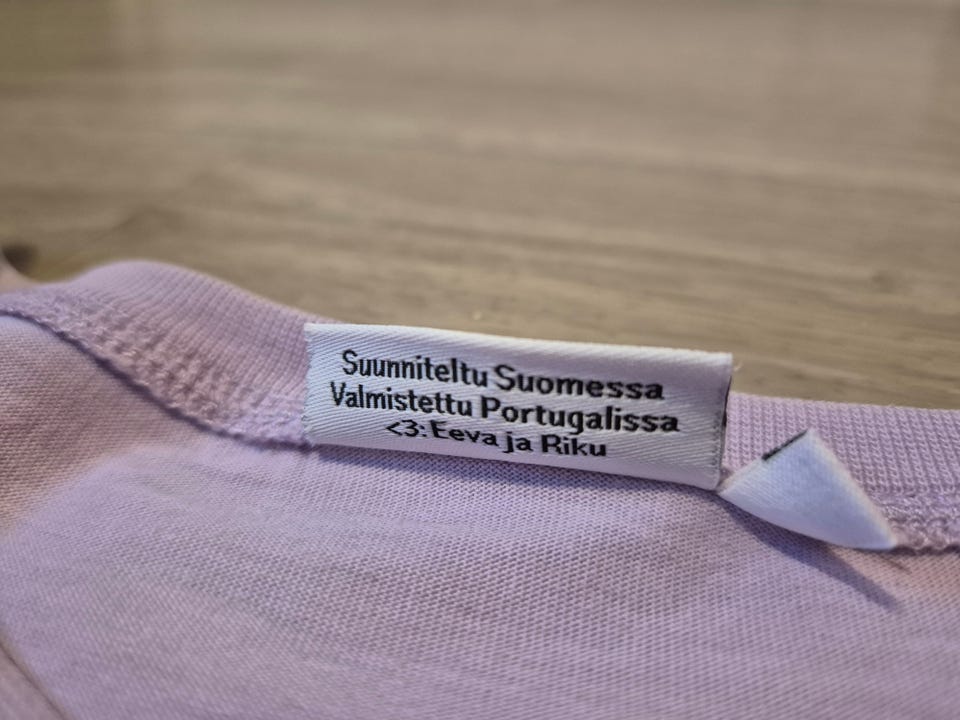 Suunniteltu Suomessa
Valmistettu Portugalissa
<3: Eeva ja Riku